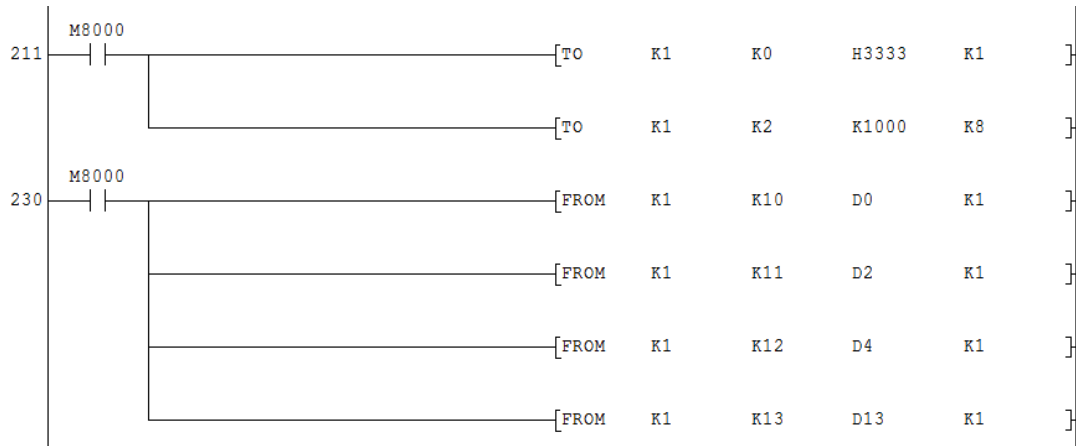 M8000
211 [TO K1 K0 H3333 K1 ]
[TO K1 K2 K1000 K8 ]
M8000
230 [FROM K1 K10 D0 K1 ]
[FROM K1 K11 D2 K1 ]
[FROM K1 K12 D4 K1 ]
[FROM K1 K13 D13 K1 ]